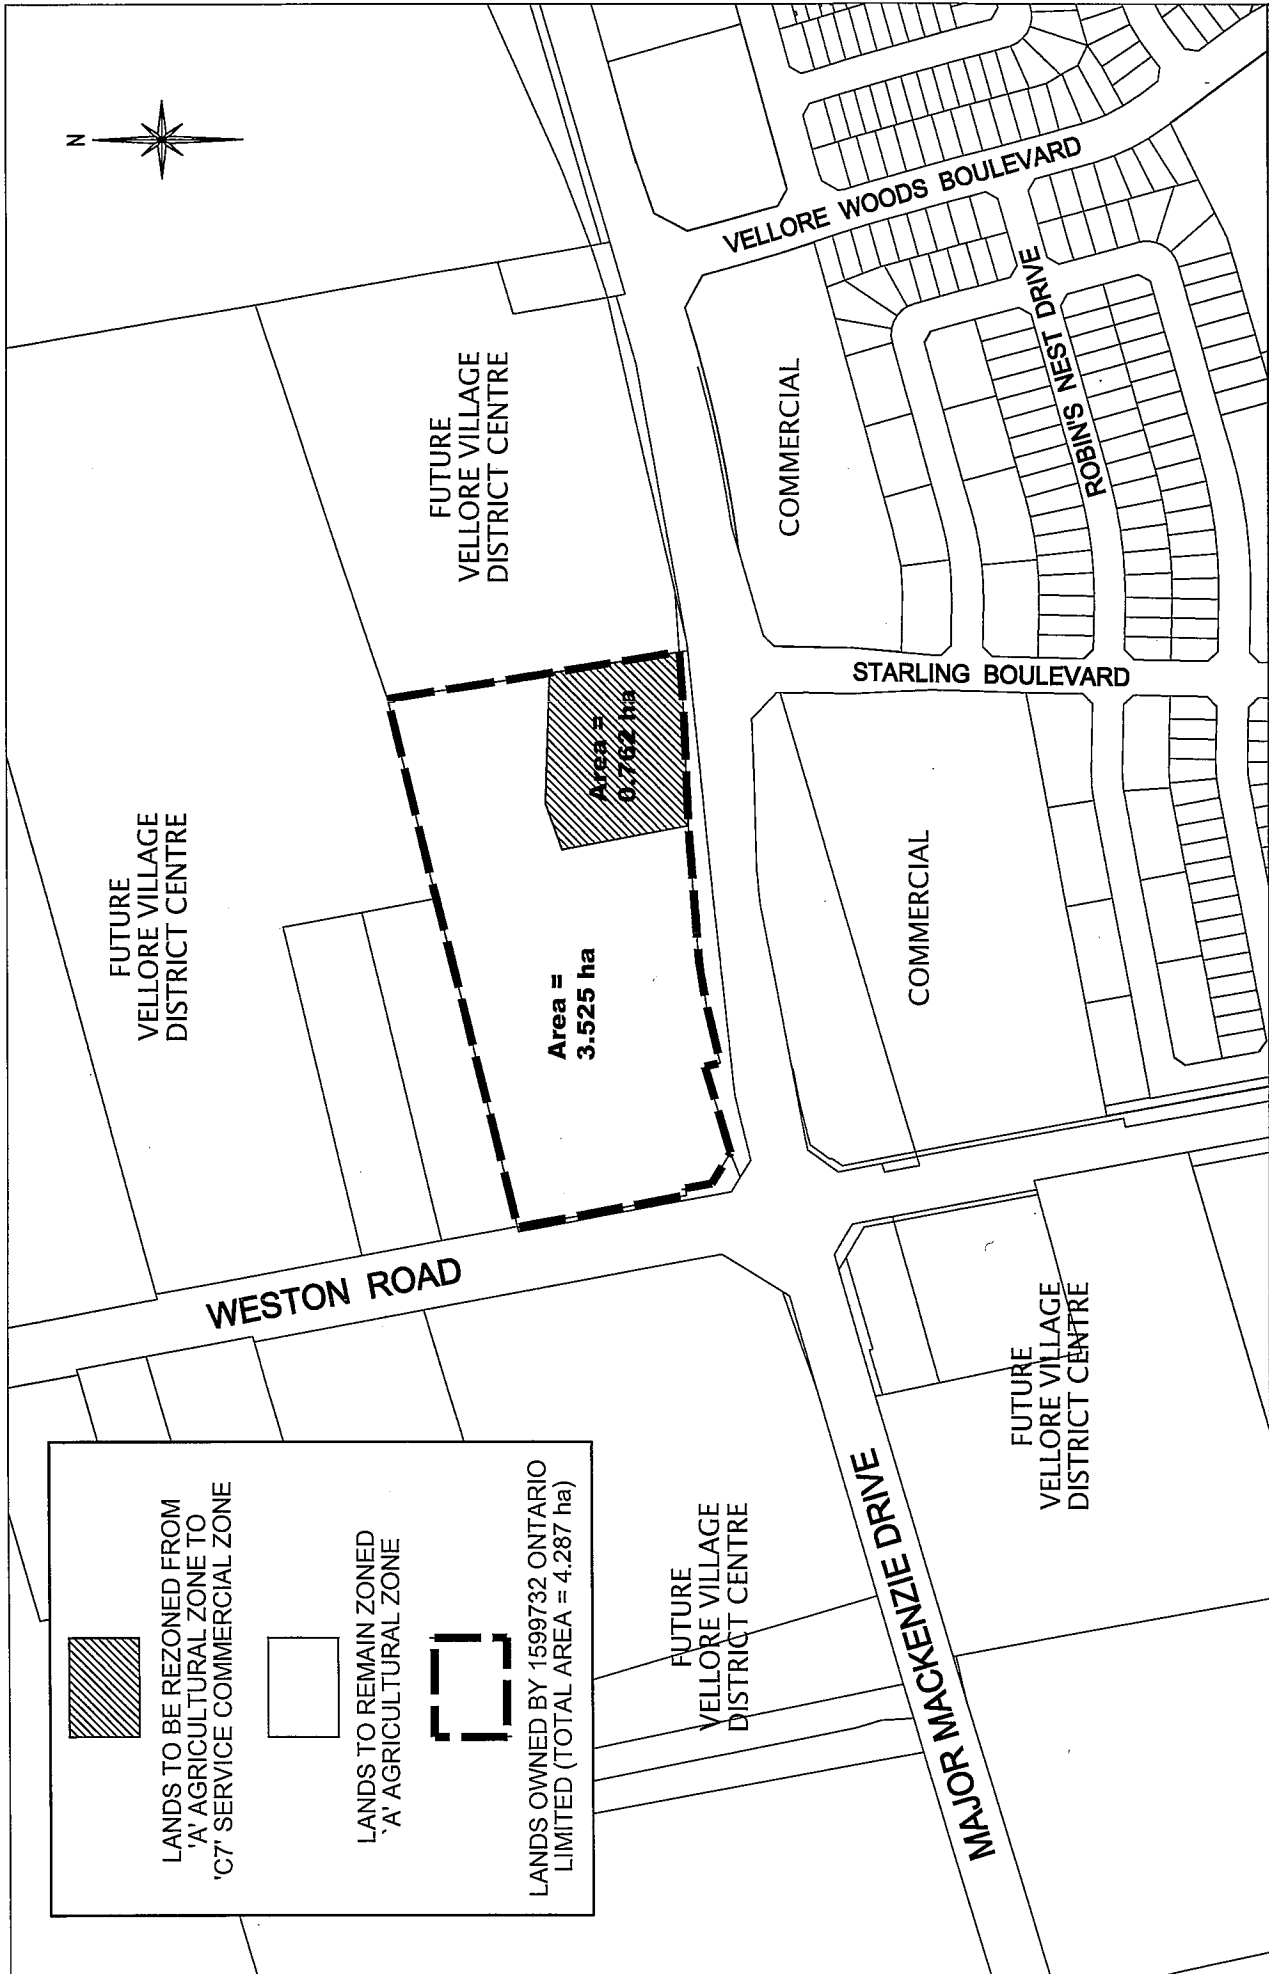 N
LANDS TO BE REZONED FROM
'A' AGRICULTURAL ZONE TO
'C7' SERVICE COMMERCIAL ZONE
LANDS TO REMAIN ZONED
`A' AGRICULTURAL ZONE
LANDS OWNED BY 1599732 ONTARIO
LIMITED (TOTAL AREA = 4.287 ha)
FUTURE
VELLORE VILLAGE
DISTRICT CENTRE
FUTURE
VELLORE VILLAGE
DISTRICT CENTRE
WESTON ROAD
Area =
3.525 ha
Area =
0.762 ha
FUTURE
VELLORE VILLAGE
DISTRICT CENTRE
MAJOR MACKENZIE DRIVE
FUTURE
VELLORE VILLAGE
DISTRICT CENTRE
COMMERCIAL
STARLING BOULEVARD
COMMERCIAL
VELLORE WOODS BOULEVARD
ROBIN'S NEST DRIVE